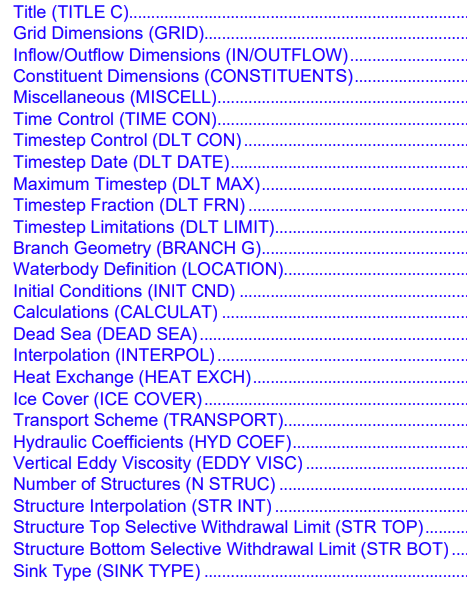 Title (TITLE C)......................................................................
Grid Dimensions (GRID)......................................................
Inflow/Outflow Dimensions (IN/OUTFLOW)..........................
Constituent Dimensions (CONSTITUENTS).........................
Miscellaneous (MISCELL).....................................................
Time Control (TIME CON).....................................................
Timestep Control (DLT CON)................................................
Timestep Date (DLT DATE)..................................................
Maximum Timestep (DLT MAX)............................................
Timestep Fraction (DLT FRN)...............................................
Timestep Limitations (DLT LIMIT).........................................
Branch Geometry (BRANCH G)............................................
Waterbody Definition (LOCATION).......................................
Initial Conditions (INIT CND) .................................................
Calculations (CALCULAT) .....................................................
Dead Sea (DEAD SEA).........................................................
Interpolation (INTERPOL).....................................................
Heat Exchange (HEAT EXCH)..............................................
Ice Cover (ICE COVER)........................................................
Transport Scheme (TRANSPORT).......................................
Hydraulic Coefficients (HYD COEF).....................................
Vertical Eddy Viscosity (EDDY VISC)...................................
Number of Structures (N STRUC) ........................................
Structure Interpolation (STR INT).........................................
Structure Top Selective Withdrawal Limit (STR TOP).........
Structure Bottom Selective Withdrawal Limit (STR BOT)....
Sink Type (SINK TYPE) ........................................................